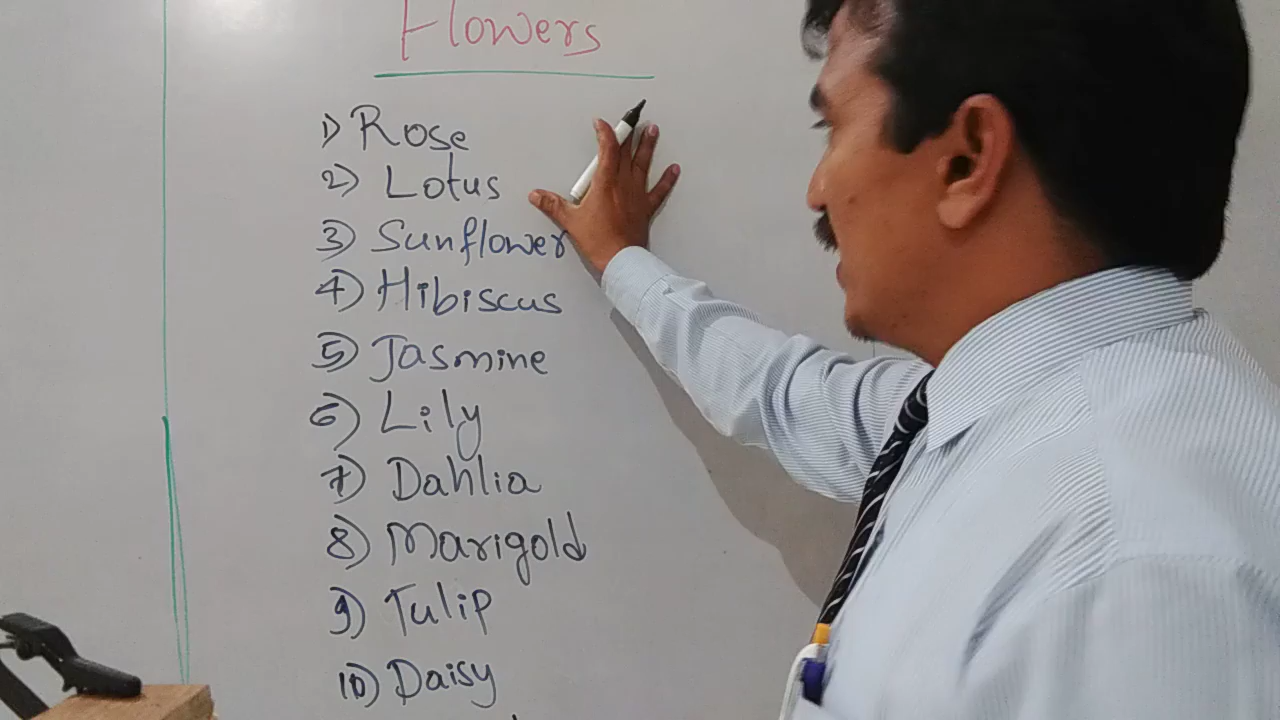 Flowers
1) Rose
2) Lotus
3) Sunflower
4) Hibiscus
5) Jasmine
6) Lily
7) Dahlia
8) Marigold
9) Tulip
10) Daisy